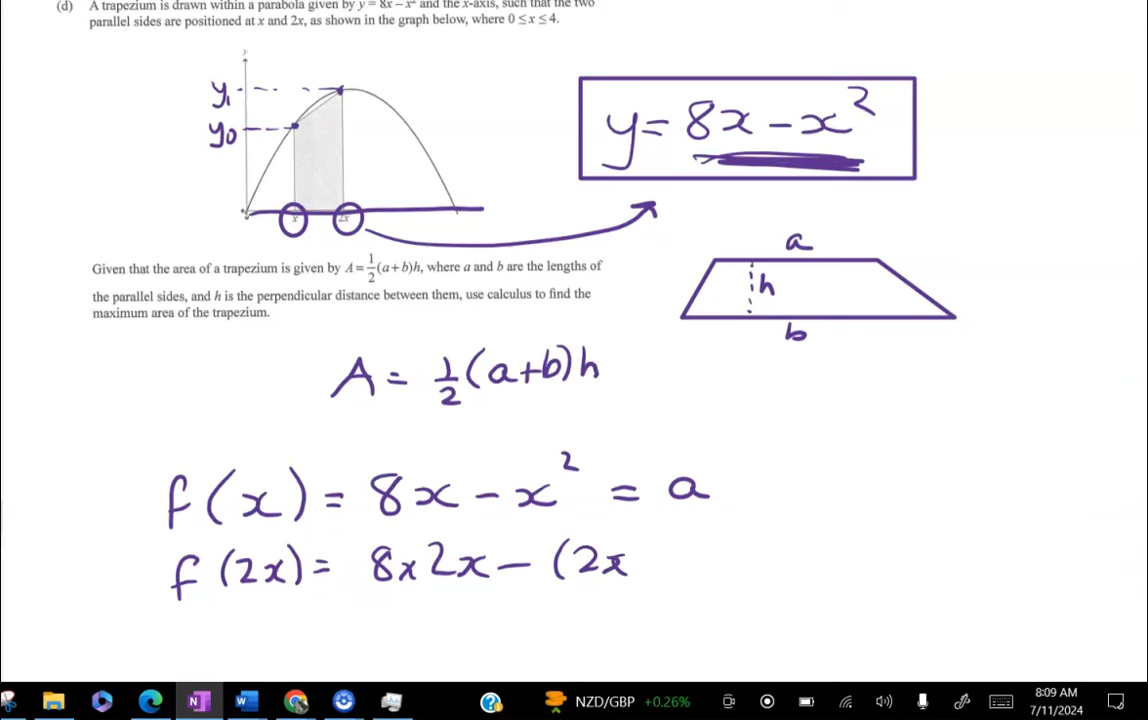 (d) A trapezium is drawn within a parabola given by y = 8x – x² and the x-axis, such that the two
parallel sides are positioned at x and 2x, as shown in the graph below, where 0 ≤ x ≤ 4.
y
y₁
y₀
x
2x
y = 8x – x²
Given that the area of a trapezium is given by A = 1/2 (a + b)h, where a and b are the lengths of
the parallel sides, and h is the perpendicular distance between them, use calculus to find the
maximum area of the trapezium.
a
h
b
A = 1/2 (a+b)h
f(x) = 8x – x² = a
f(2x) = 8x2x – (2x
NZD/GBP +0.26%
8:09 AM
7/11/2024